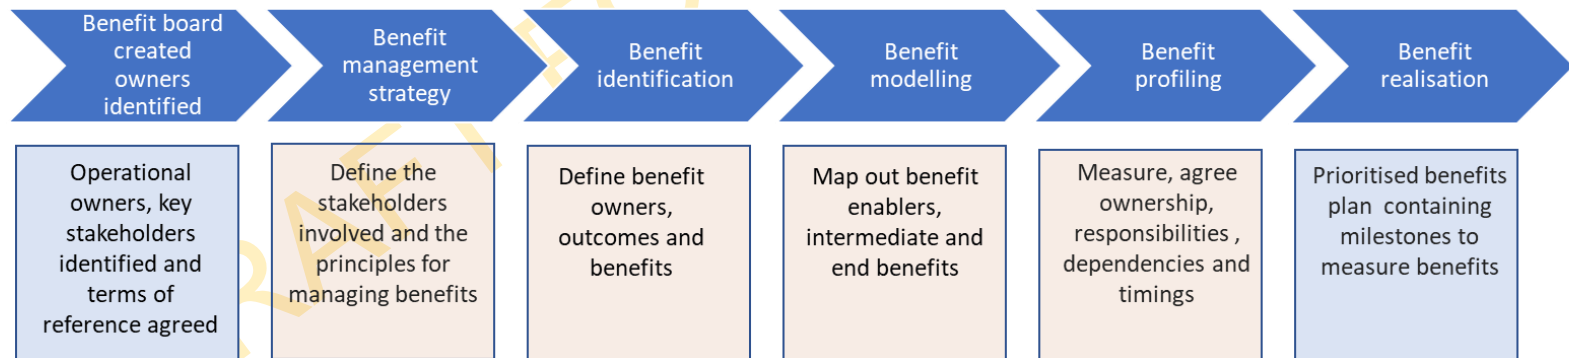 Benefit board
created
owners
identified
Benefit
management
strategy
Benefit
identification
Benefit
modelling
Benefit
profiling
Benefit
realisation
Operational
owners, key
stakeholders
identified and
terms of
reference agreed
Define the
stakeholders
involved and the
principles for
managing benefits
Define benefit
owners,
outcomes and
benefits
Map out benefit
enablers,
intermediate and
end benefits
Measure, agree
ownership,
responsibilities ,
dependencies and
timings
Prioritised benefits
plan containing
milestones to
measure benefits
RAFT